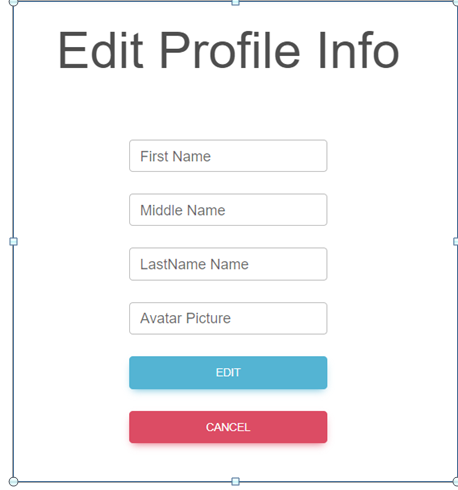 Edit Profile Info
First Name
Middle Name
LastName Name
Avatar Picture
EDIT
CANCEL